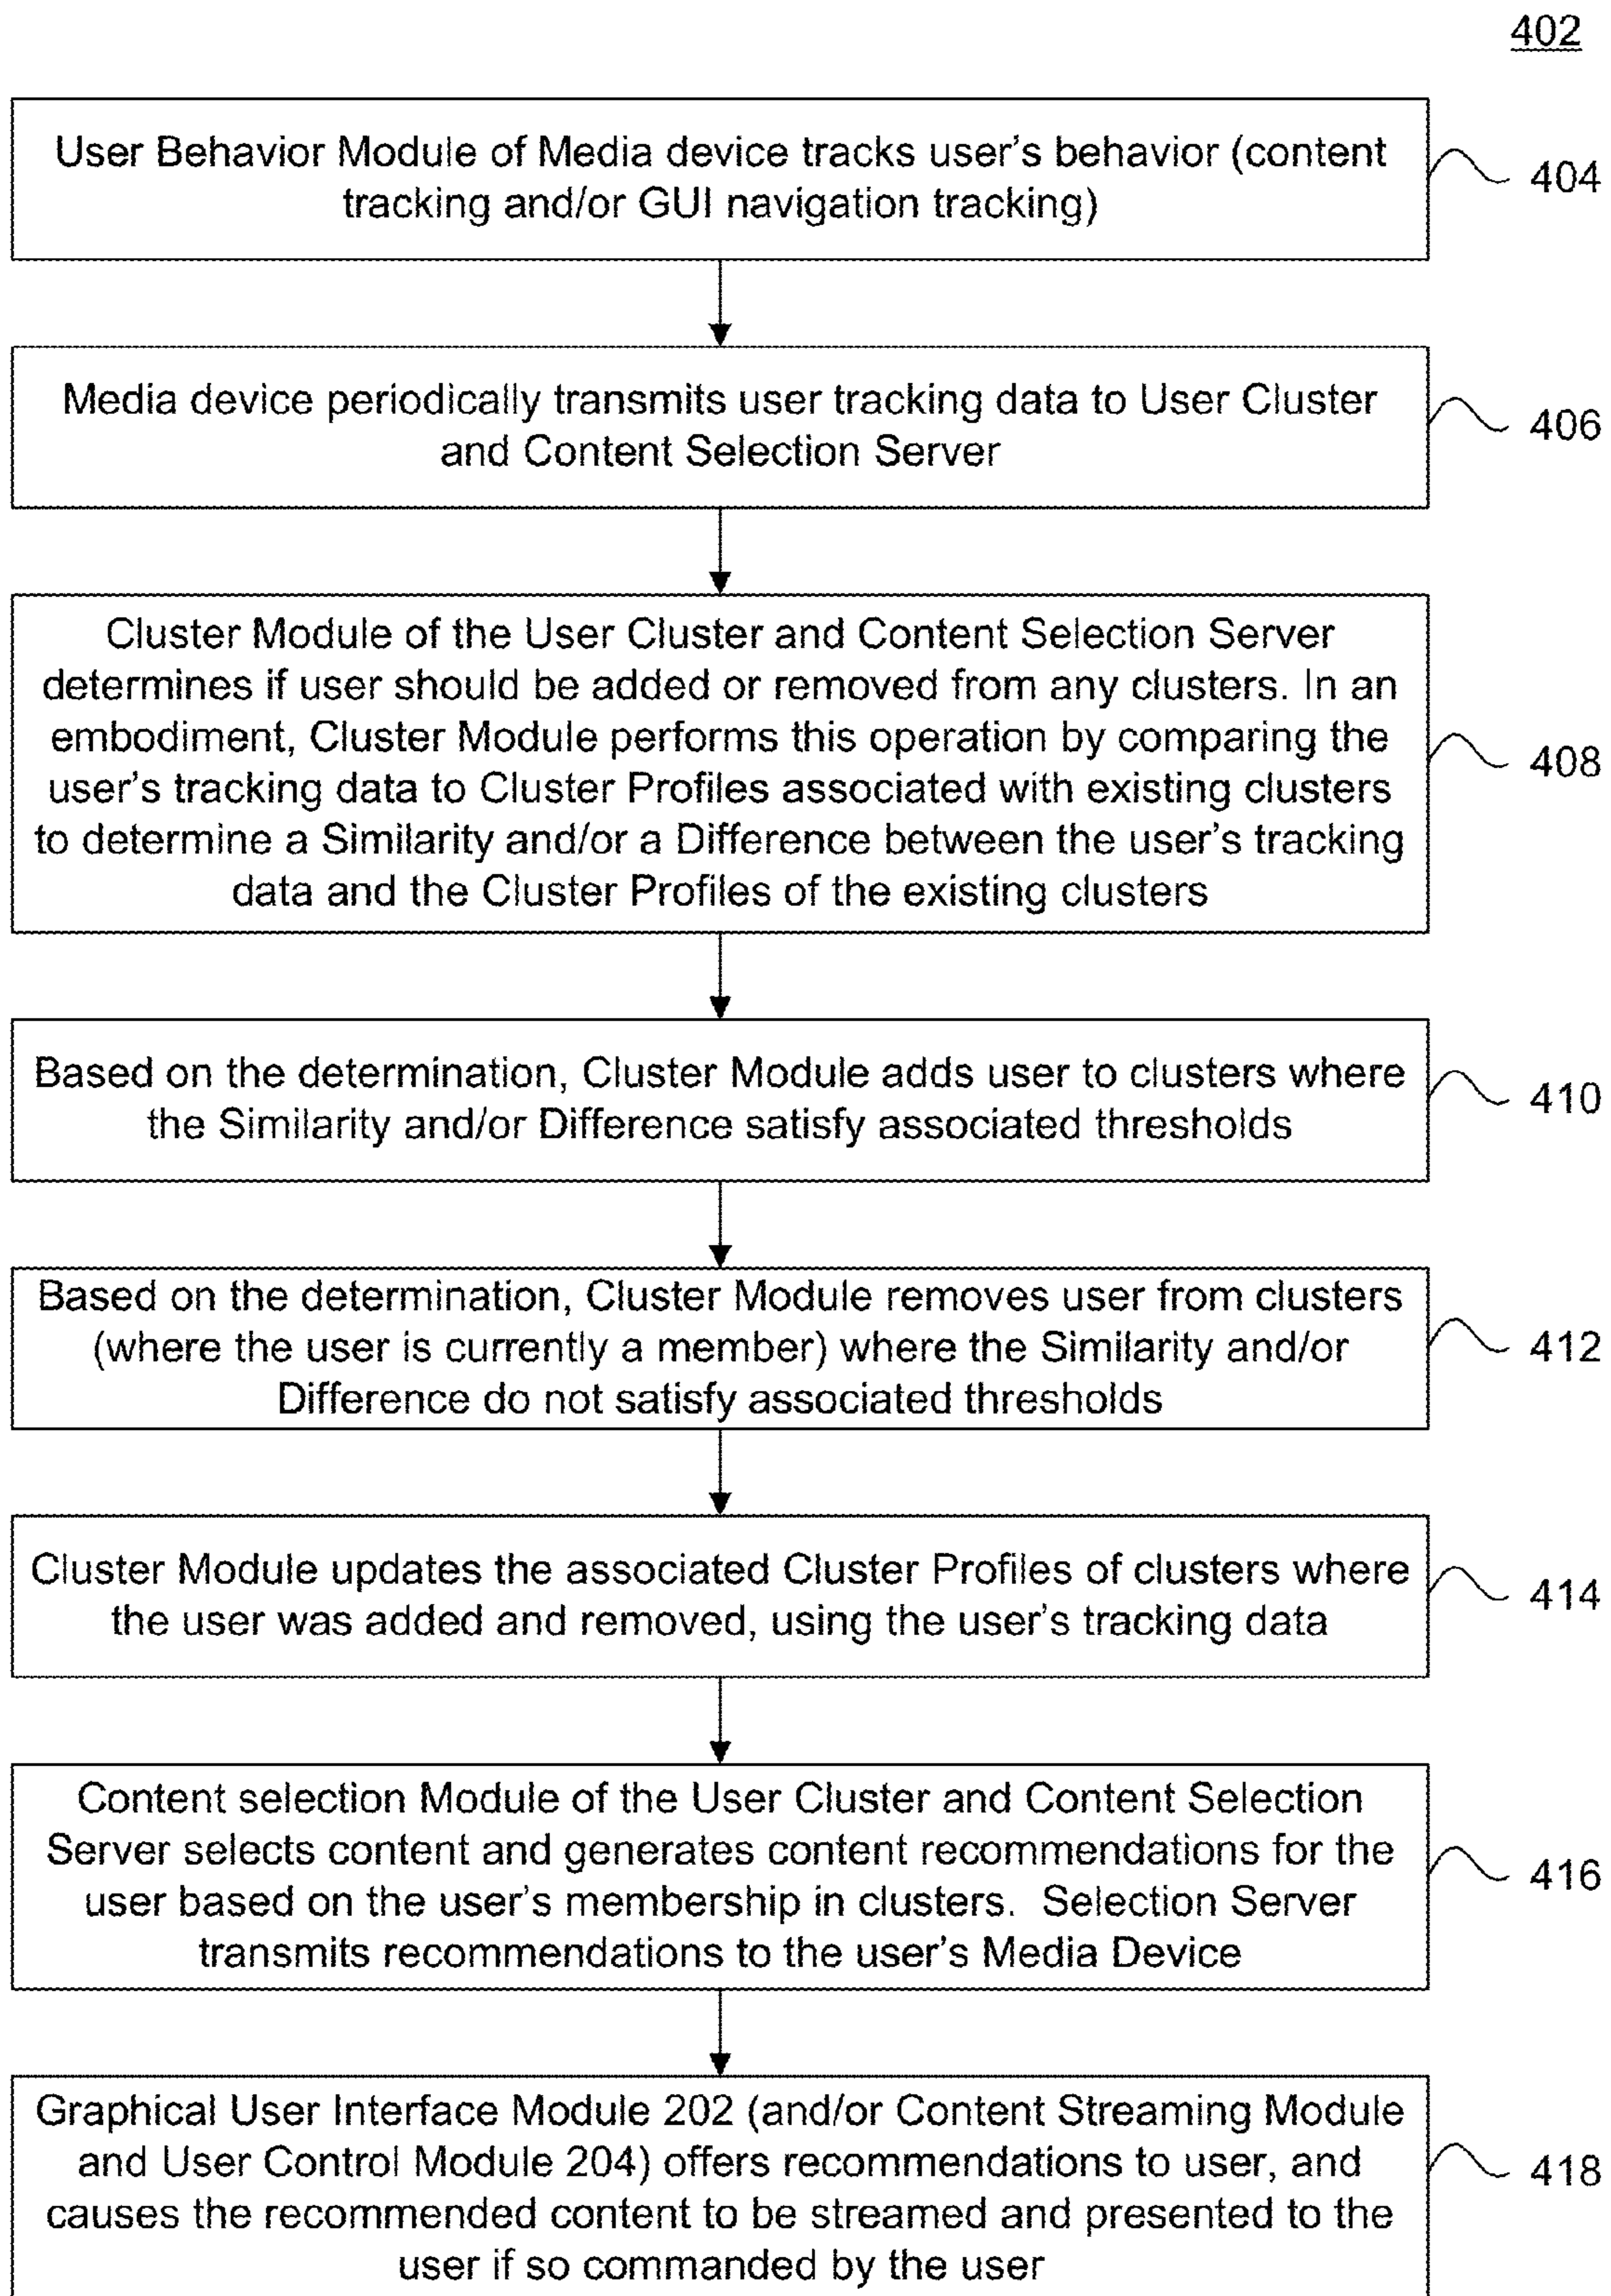 402
User Behavior Module of Media device tracks user's behavior (content
tracking and/or GUI navigation tracking)
404
Media device periodically transmits user tracking data to User Cluster
and Content Selection Server
406
Cluster Module of the User Cluster and Content Selection Server
determines if user should be added or removed from any clusters. In an
embodiment, Cluster Module performs this operation by comparing the
user's tracking data to Cluster Profiles associated with existing clusters
to determine a Similarity and/or a Difference between the user's tracking
data and the Cluster Profiles of the existing clusters
408
Based on the determination, Cluster Module adds user to clusters where
the Similarity and/or Difference satisfy associated thresholds
410
Based on the determination, Cluster Module removes user from clusters
(where the user is currently a member) where the Similarity and/or
Difference do not satisfy associated thresholds
412
Cluster Module updates the associated Cluster Profiles of clusters where
the user was added and removed, using the user's tracking data
414
Content selection Module of the User Cluster and Content Selection
Server selects content and generates content recommendations for the
user based on the user's membership in clusters.  Selection Server
transmits recommendations to the user's Media Device
416
Graphical User Interface Module 202 (and/or Content Streaming Module
and User Control Module 204) offers recommendations to user, and
causes the recommended content to be streamed and presented to the
user if so commanded by the user
418